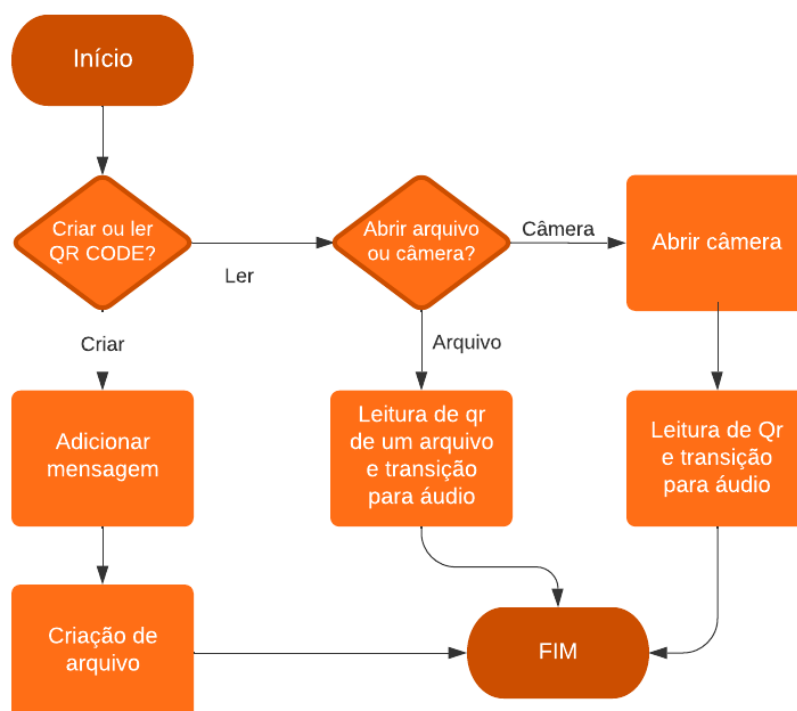 Início
Criar ou ler
QR CODE?
Ler
Abrir arquivo
ou câmera?
Câmera
Abrir câmera
Criar
Arquivo
Adicionar
mensagem
Leitura de qr
de um arquivo
e transição
para áudio
Leitura de Qr
e transição
para áudio
Criação de
arquivo
FIM